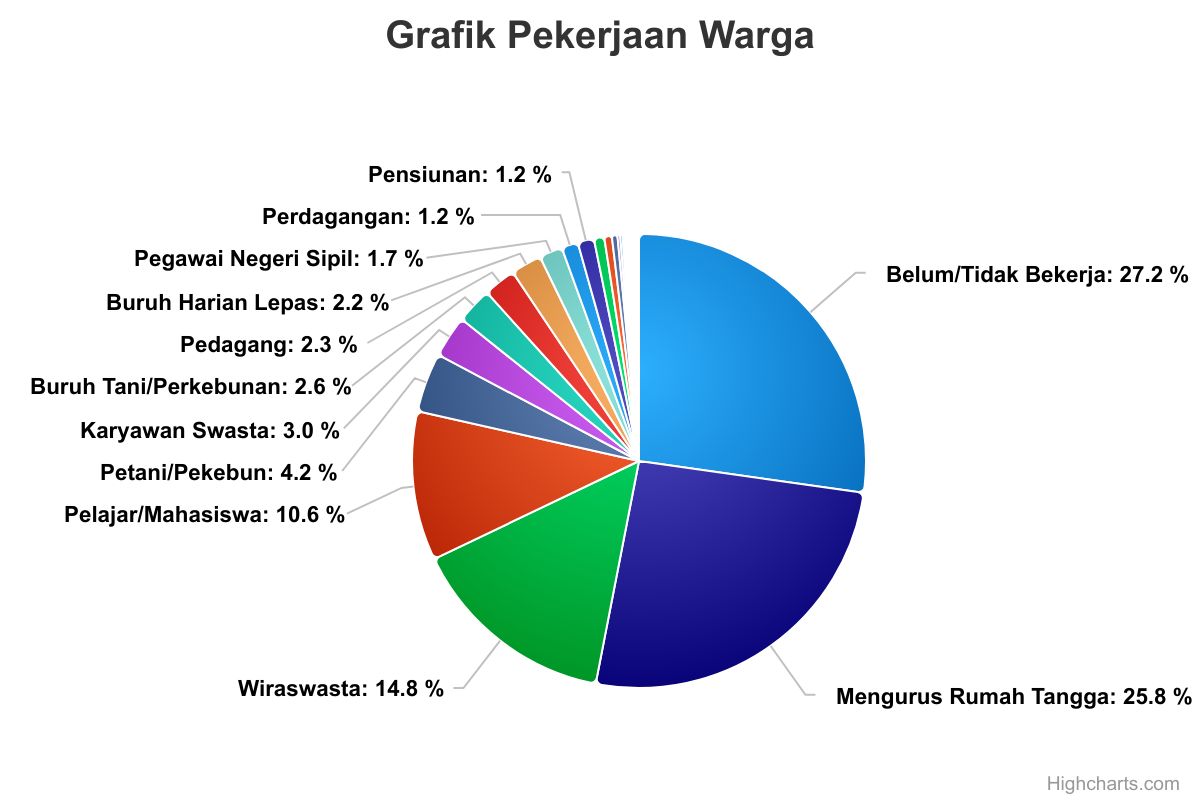 Grafik Pekerjaan Warga
Pensiunan: 1.2 %
Perdagangan: 1.2 %
Pegawai Negeri Sipil: 1.7 %
Belum/Tidak Bekerja: 27.2 %
Buruh Harian Lepas: 2.2 %
Pedagang: 2.3 %
Buruh Tani/Perkebunan: 2.6 %
Karyawan Swasta: 3.0 %
Petani/Pekebun: 4.2 %
Pelajar/Mahasiswa: 10.6 %
Wiraswasta: 14.8 %
Mengurus Rumah Tangga: 25.8 %
Highcharts.com